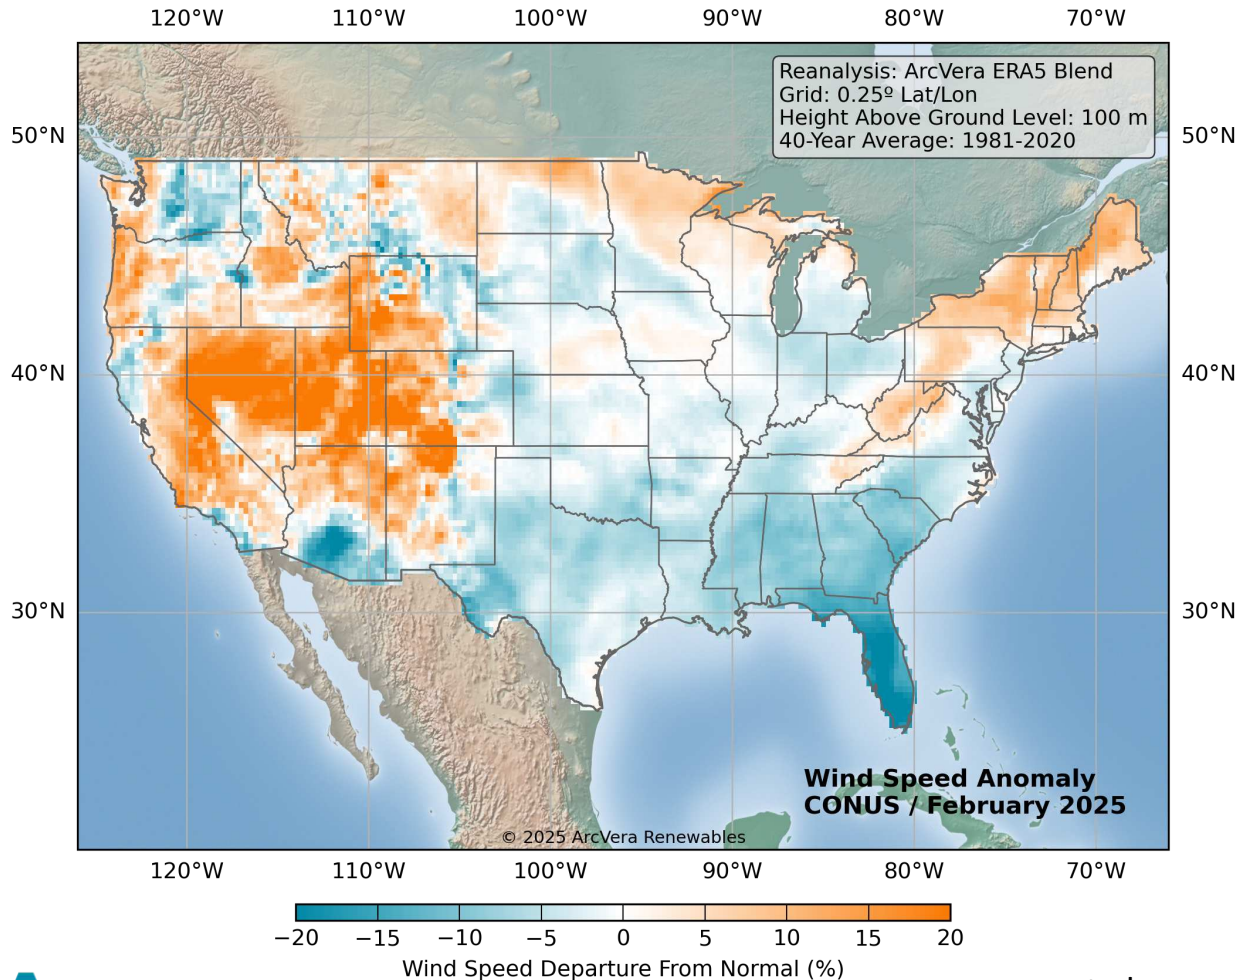 120°W 110°W 100°W 90°W 80°W 70°W
Reanalysis: ArcVera ERA5 Blend
Grid: 0.25º Lat/Lon
Height Above Ground Level: 100 m
40-Year Average: 1981-2020
50°N 50°N
40°N 40°N
30°N 30°N
Wind Speed Anomaly
CONUS / February 2025
© 2025 ArcVera Renewables
120°W 110°W 100°W 90°W 80°W 70°W
−20 −15 −10 −5 0 5 10 15 20
Wind Speed Departure From Normal (%)